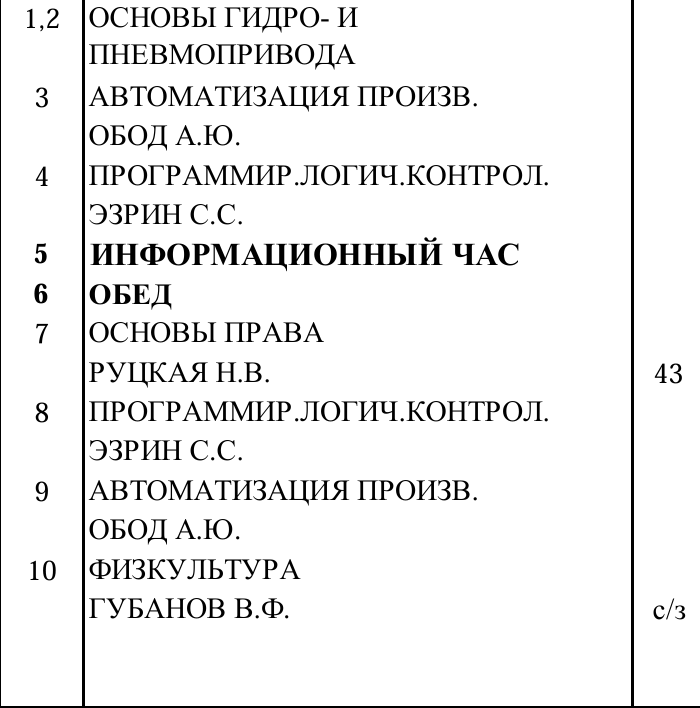 1,2 ОСНОВЫ ГИДРО- И
ПНЕВМОПРИВОДА
3 АВТОМАТИЗАЦИЯ ПРОИЗВ.
ОБОД А.Ю.
4 ПРОГРАММИР.ЛОГИЧ.КОНТРОЛ.
ЭЗРИН С.С.
5 ИНФОРМАЦИОННЫЙ ЧАС
6 ОБЕД
7 ОСНОВЫ ПРАВА
РУЦКАЯ Н.В. 43
8 ПРОГРАММИР.ЛОГИЧ.КОНТРОЛ.
ЭЗРИН С.С.
9 АВТОМАТИЗАЦИЯ ПРОИЗВ.
ОБОД А.Ю.
10 ФИЗКУЛЬТУРА
ГУБАНОВ В.Ф. с/з